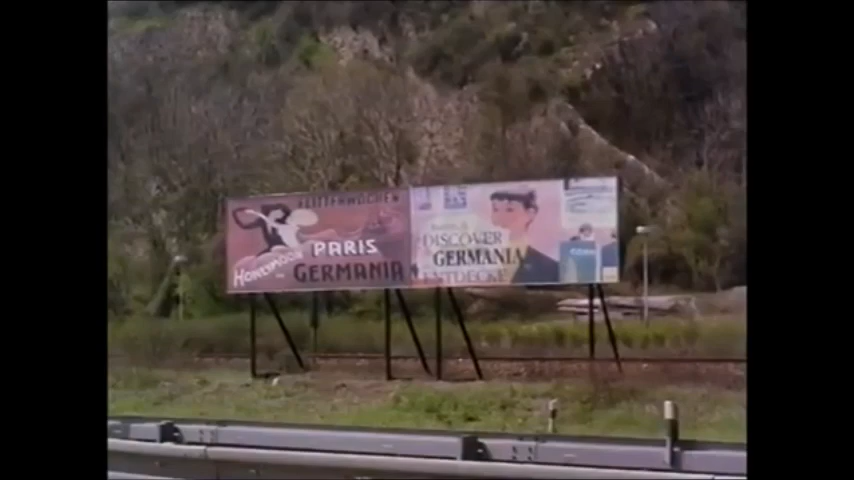 FLITTERWOCHEN
HONEYMOON
PARIS
GERMANIA
DISCOVER
GERMANIA
ENTDECKE